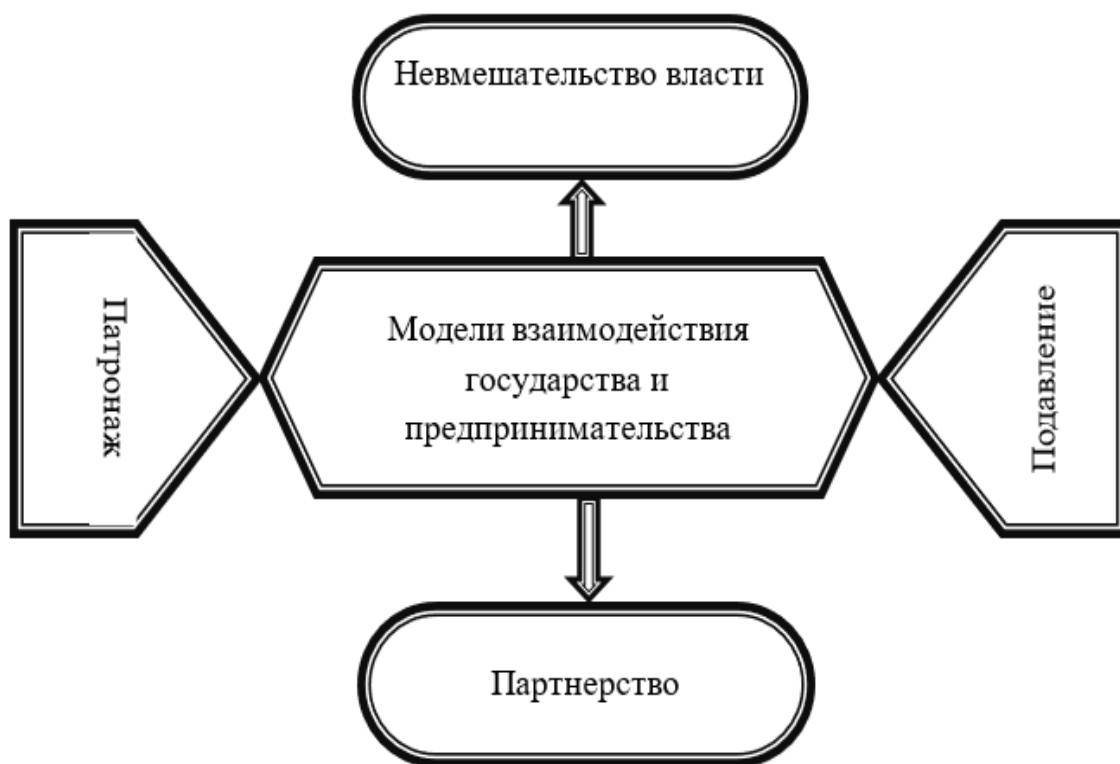 Невмешательство власти
Патронаж
Модели взаимодействия
государства и
предпринимательства
Подавление
Партнерство